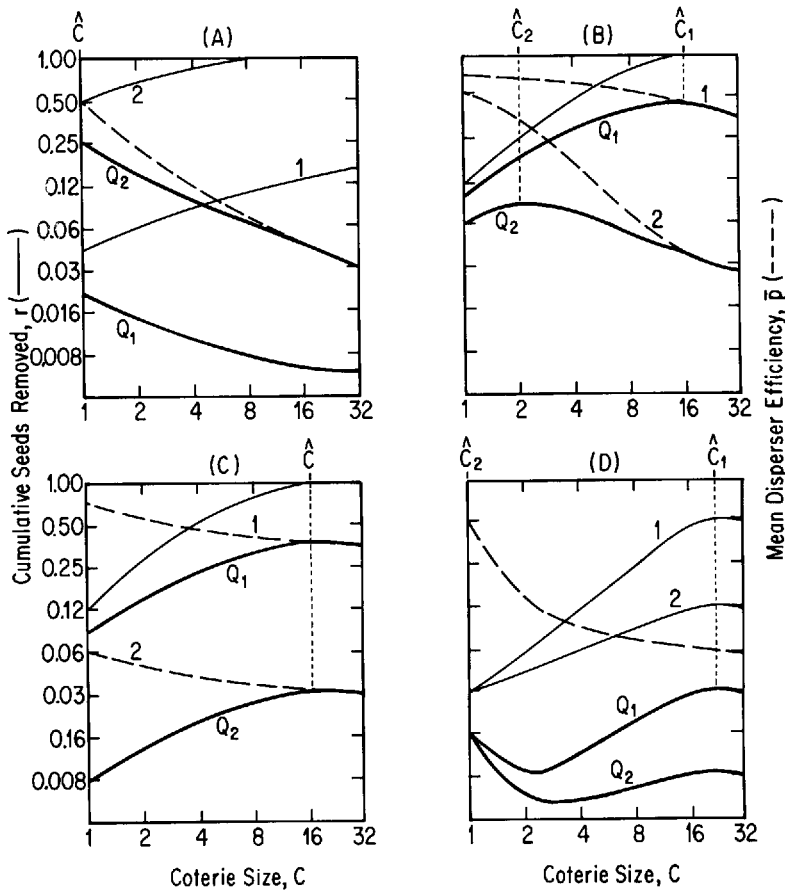 Ĉ
(A)
1.00
0.50
0.25
0.12
0.06
0.03
0.016
0.008
2
1
Q₂
Q₁
1 2 4 8 16 32
Ĉ₂ Ĉ₁
(B)
1
Q₁
2
Q₂
1 2 4 8 16 32
Cumulative Seeds Removed, r (——)
Mean Disperser Efficiency, p̄ (----)
(C)
Ĉ
1.00
0.50
0.25
0.12
0.06
0.03
0.16
0.008
1
Q₁
2
Q₂
1 2 4 8 16 32
Coterie Size, C
Ĉ₂
(D)
Ĉ₁
1
2
Q₁
Q₂
1 2 4 8 16 32
Coterie Size, C